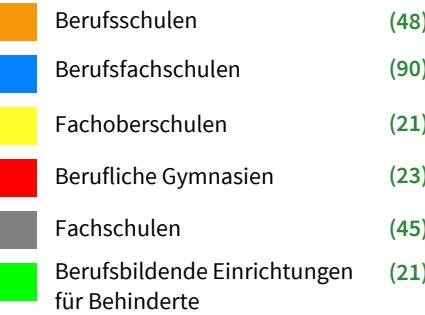 Berufsschulen (48)
Berufsfachschulen (90)
Fachoberschulen (21)
Berufliche Gymnasien (23)
Fachschulen (45)
Berufsbildende Einrichtungen (21)
für Behinderte